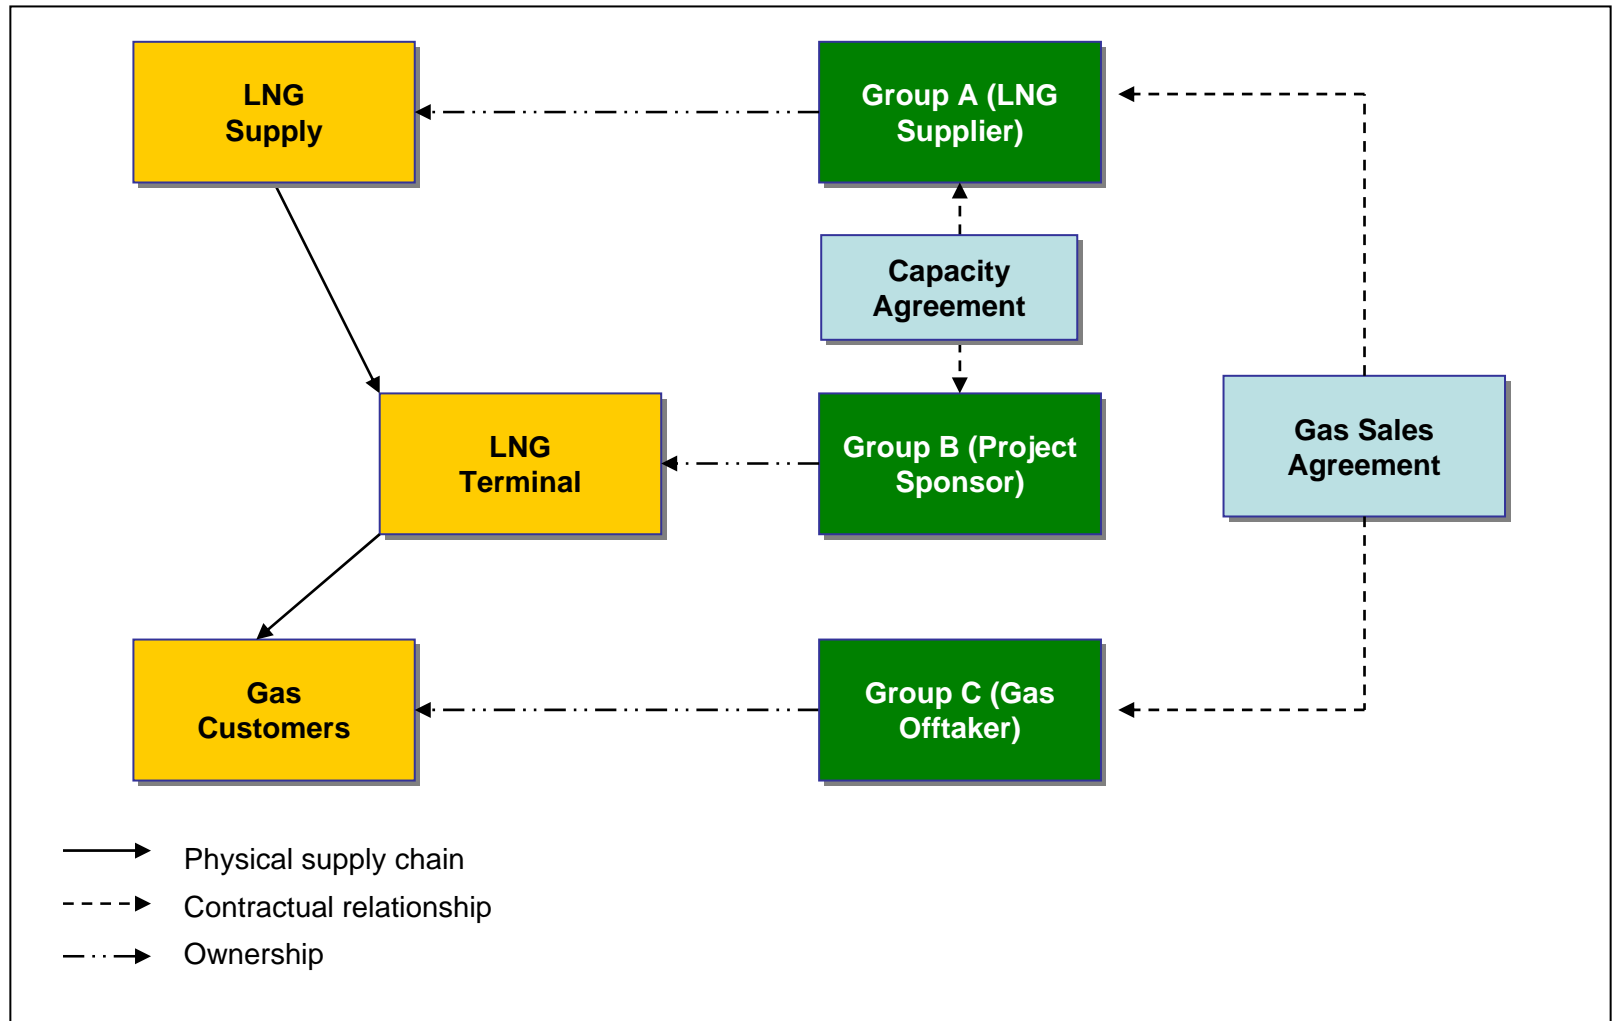 LNG
Supply
Group A (LNG
Supplier)
Capacity
Agreement
LNG
Terminal
Group B (Project
Sponsor)
Gas Sales
Agreement
Gas
Customers
Group C (Gas
Offtaker)
Physical supply chain
Contractual relationship
Ownership